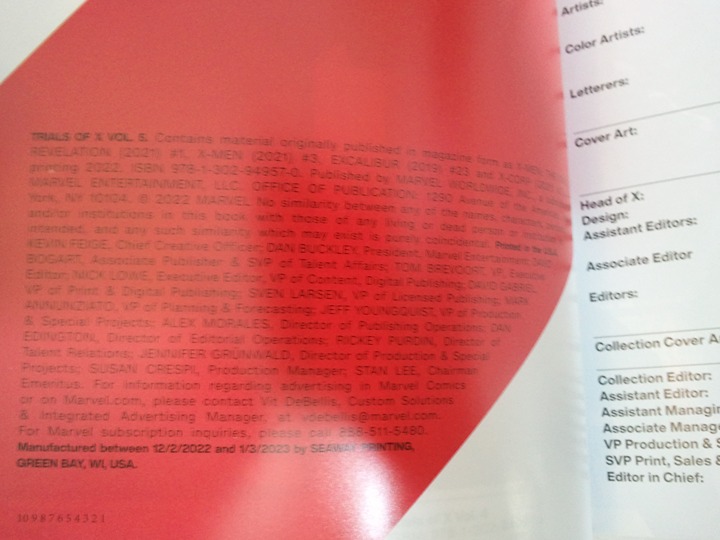 TRIALS OF X VOL. 5. Contains material originally published in magazine form as X-MEN: THE
REVELATION (2021) #1, X-MEN (2021) #3, EXCALIBUR (2019) #23 and X-CORP (2021)
printing 2022. ISBN 978-1-302-94957-0. Published by MARVEL WORLDWIDE, INC., a
MARVEL ENTERTAINMENT, LLC. OFFICE OF PUBLICATION: 1290 Avenue of the Americas,
York, NY 10104. © 2022 MARVEL No similarity between any of the names, characters,
and/or institutions in this book with those of any living or dead person or institution is
intended, and any such similarity which may exist is purely coincidental. Printed in the USA.
KEVIN FEIGE, Chief Creative Officer; DAN BUCKLEY, President, Marvel Entertainment; DAVID
BOGART, Associate Publisher & SVP of Talent Affairs; TOM BREVOORT, VP, Executive
Editor; NICK LOWE, Executive Editor, VP of Content, Digital Publishing; DAVID GABRIEL,
VP of Print & Digital Publishing; SVEN LARSEN, VP of Licensed Publishing; MARK
ANNUNZIATO, VP of Planning & Forecasting; JEFF YOUNGQUIST, VP of Production
& Special Projects; ALEX MORALES, Director of Publishing Operations; DAN
EDINGTON, Director of Editorial Operations; RICKEY PURDIN, Director of
Talent Relations; JENNIFER GRÜNWALD, Director of Production & Special
Projects; SUSAN CRESPI, Production Manager; STAN LEE, Chairman
Emeritus. For information regarding advertising in Marvel Comics
or on Marvel.com, please contact Vit DeBellis, Custom Solutions
& Integrated Advertising Manager, at vdebellis@marvel.com.
For Marvel subscription inquiries, please call 888-511-5480.
Manufactured between 12/2/2022 and 1/3/2023 by SEAWAY PRINTING,
GREEN BAY, WI, USA.
10 9 8 7 6 5 4 3 2 1
Artists:
Color Artists:
Letterers:
Cover Art:
Head of X:
Design:
Assistant Editors:
Associate Editor
Editors:
Collection Cover A
Collection Editor:
Assistant Editor:
Assistant Managin
Associate Manage
VP Production & S
SVP Print, Sales &
Editor in Chief: